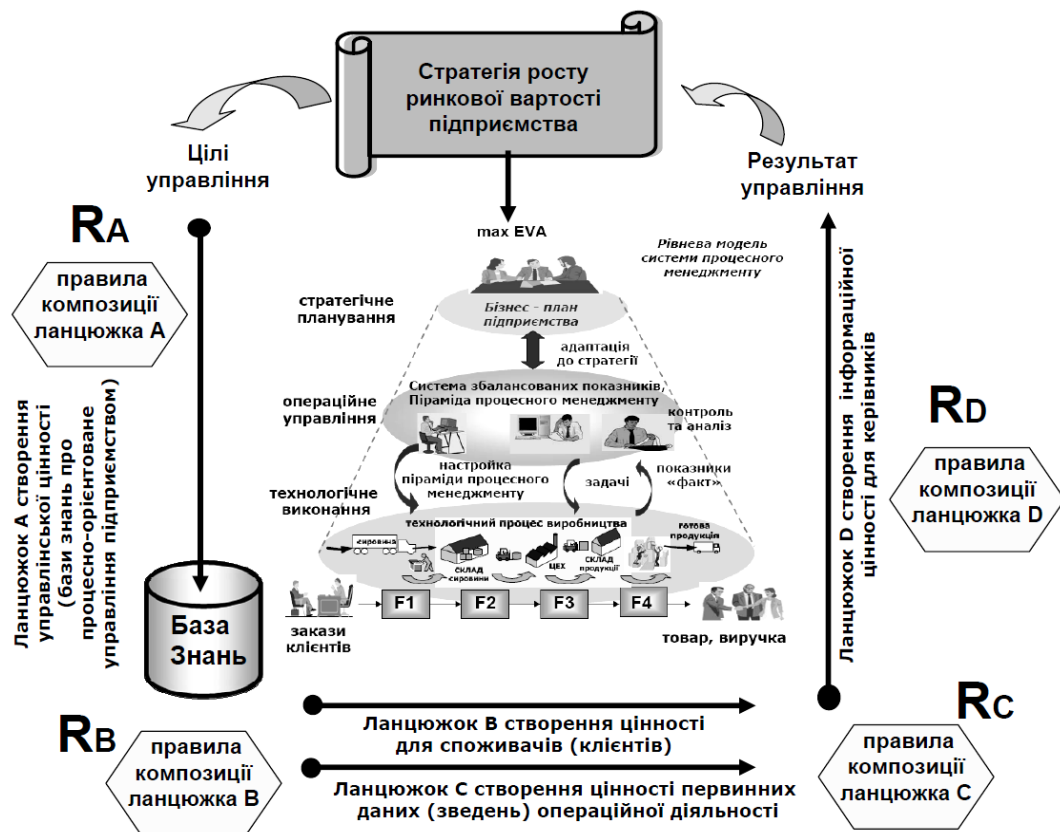 Стратегія росту
ринкової вартості
підприємства
Цілі
управління
Результат
управління
RA
правила
композиції
ланцюжка A
max EVA
Рівнева модель
системи процесного
менеджменту
стратегічне
планування
Бізнес - план
підприємства
адаптація
до стратегії
Система збалансованих показників,
Піраміда процесного менеджменту
операційне
управління
контроль
та аналіз
настройка
піраміди процесного
менеджменту
задачі
показники
«факт»
технологічне
виконання
технологічний процес виробництва
сировина
СКЛАД
сировини
ЦЕХ
СКЛАД
продукції
готова
продукція
F1
F2
F3
F4
закази
клієнтів
товар, виручка
Ланцюжок A створення
управлінської цінності
(бази знань про
процесно-орієнтоване
управління підприємством)
База
Знань
Ланцюжок D створення інформаційної
цінності для керівників
RD
правила
композиції
ланцюжка D
RB
правила
композиції
ланцюжка B
Ланцюжок B створення цінності
для споживачів (клієнтів)
Ланцюжок C створення цінності первинних
даних (зведень) операційної діяльності
RC
правила
композиції
ланцюжка C